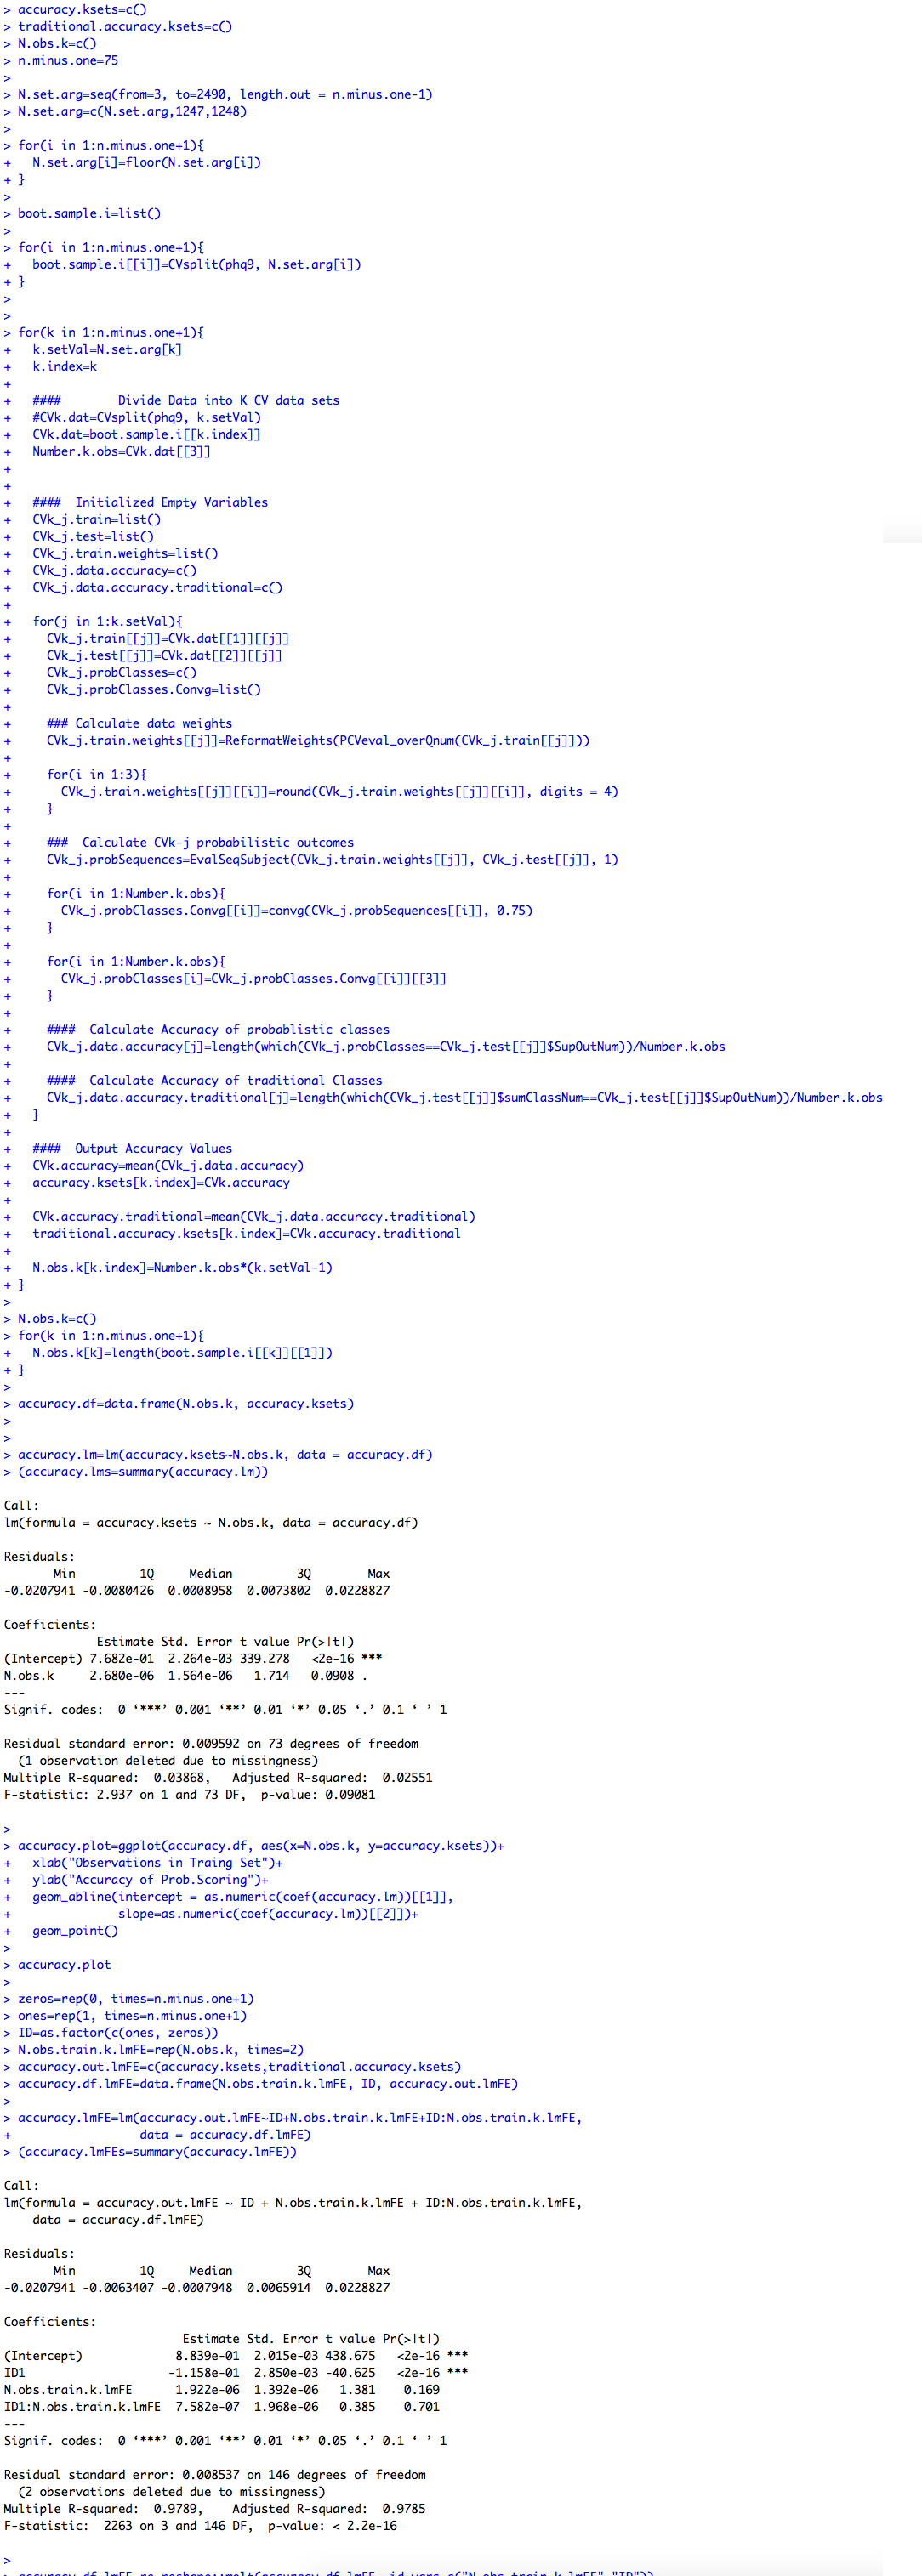 > accuracy.ksets=c()
> traditional.accuracy.ksets=c()
> N.obs.k=c()
> n.minus.one=75
>
> N.set.arg=seq(from=3, to=2490, length.out = n.minus.one-1)
> N.set.arg=c(N.set.arg,1247,1248)
>
> for(i in 1:n.minus.one+1){
+   N.set.arg[i]=floor(N.set.arg[i])
+ }
>
> boot.sample.i=list()
>
> for(i in 1:n.minus.one+1){
+   boot.sample.i[[i]]=CVsplit(phq9, N.set.arg[i])
+ }
>
>
> for(k in 1:n.minus.one+1){
+   k.setVal=N.set.arg[k]
+   k.index=k
+
+   ####        Divide Data into K CV data sets
+   #CVk.dat=CVsplit(phq9, k.setVal)
+   CVk.dat=boot.sample.i[[k.index]]
+   Number.k.obs=CVk.dat[[3]]
+
+
+   ####  Initialized Empty Variables
+   CVk_j.train=list()
+   CVk_j.test=list()
+   CVk_j.train.weights=list()
+   CVk_j.data.accuracy=c()
+   CVk_j.data.accuracy.traditional=c()
+
+   for(j in 1:k.setVal){
+     CVk_j.train[[j]]=CVk.dat[[1]][[j]]
+     CVk_j.test[[j]]=CVk.dat[[2]][[j]]
+     CVk_j.probClasses=c()
+     CVk_j.probClasses.Convg=list()
+
+     ### Calculate data weights
+     CVk_j.train.weights[[j]]=ReformatWeights(PCVeval_overQnum(CVk_j.train[[j]]))
+
+     for(i in 1:3){
+       CVk_j.train.weights[[j]][[i]]=round(CVk_j.train.weights[[j]][[i]], digits = 4)
+     }
+
+     ###  Calculate CVk-j probabilistic outcomes
+     CVk_j.probSequences=EvalSeqSubject(CVk_j.train.weights[[j]], CVk_j.test[[j]], 1)
+
+     for(i in 1:Number.k.obs){
+       CVk_j.probClasses.Convg[[i]]=convg(CVk_j.probSequences[[i]], 0.75)
+     }
+
+     for(i in 1:Number.k.obs){
+       CVk_j.probClasses[i]=CVk_j.probClasses.Convg[[i]][[3]]
+     }
+
+     ####  Calculate Accuracy of probablistic classes
+     CVk_j.data.accuracy[j]=length(which(CVk_j.probClasses==CVk_j.test[[j]]$SupOutNum))/Number.k.obs
+
+     ####  Calculate Accuracy of traditional Classes
+     CVk_j.data.accuracy.traditional[j]=length(which(CVk_j.test[[j]]$sumClassNum==CVk_j.test[[j]]$SupOutNum))/Number.k.obs
+   }
+
+   ####  Output Accuracy Values
+   CVk.accuracy=mean(CVk_j.data.accuracy)
+   accuracy.ksets[k.index]=CVk.accuracy
+
+   CVk.accuracy.traditional=mean(CVk_j.data.accuracy.traditional)
+   traditional.accuracy.ksets[k.index]=CVk.accuracy.traditional
+
+   N.obs.k[k.index]=Number.k.obs*(k.setVal-1)
+ }
>
> N.obs.k=c()
> for(k in 1:n.minus.one+1){
+   N.obs.k[k]=length(boot.sample.i[[k]][[1]])
+ }
>
> accuracy.df=data.frame(N.obs.k, accuracy.ksets)
>
>
> accuracy.lm=lm(accuracy.ksets~N.obs.k, data = accuracy.df)
> (accuracy.lms=summary(accuracy.lm))

Call:
lm(formula = accuracy.ksets ~ N.obs.k, data = accuracy.df)

Residuals:
       Min         1Q     Median         3Q        Max
-0.0207941 -0.0080426  0.0008958  0.0073802  0.0228827

Coefficients:
             Estimate Std. Error t value Pr(>|t|)
(Intercept) 7.682e-01  2.264e-03 339.278   <2e-16 ***
N.obs.k     2.680e-06  1.564e-06   1.714   0.0908 .
---
Signif. codes:  0 ‘***’ 0.001 ‘**’ 0.01 ‘*’ 0.05 ‘.’ 0.1 ‘ ’ 1

Residual standard error: 0.009592 on 73 degrees of freedom
  (1 observation deleted due to missingness)
Multiple R-squared:  0.03868,   Adjusted R-squared:  0.02551
F-statistic: 2.937 on 1 and 73 DF,  p-value: 0.09081

>
> accuracy.plot=ggplot(accuracy.df, aes(x=N.obs.k, y=accuracy.ksets))+
+   xlab("Observations in Traing Set")+
+   ylab("Accuracy of Prob.Scoring")+
+   geom_abline(intercept = as.numeric(coef(accuracy.lm))[[1]],
+               slope=as.numeric(coef(accuracy.lm))[[2]])+
+   geom_point()
>
> accuracy.plot
>
> zeros=rep(0, times=n.minus.one+1)
> ones=rep(1, times=n.minus.one+1)
> ID=as.factor(c(ones, zeros))
> N.obs.train.k.lmFE=rep(N.obs.k, times=2)
> accuracy.out.lmFE=c(accuracy.ksets,traditional.accuracy.ksets)
> accuracy.df.lmFE=data.frame(N.obs.train.k.lmFE, ID, accuracy.out.lmFE)
>
> accuracy.lmFE=lm(accuracy.out.lmFE~ID+N.obs.train.k.lmFE+ID:N.obs.train.k.lmFE,
+                  data = accuracy.df.lmFE)
> (accuracy.lmFEs=summary(accuracy.lmFE))

Call:
lm(formula = accuracy.out.lmFE ~ ID + N.obs.train.k.lmFE + ID:N.obs.train.k.lmFE,
    data = accuracy.df.lmFE)

Residuals:
       Min         1Q     Median         3Q        Max
-0.0207941 -0.0063407 -0.0007948  0.0065914  0.0228827

Coefficients:
                         Estimate Std. Error t value Pr(>|t|)
(Intercept)             8.839e-01  2.015e-03 438.675   <2e-16 ***
ID1                    -1.158e-01  2.850e-03 -40.625   <2e-16 ***
N.obs.train.k.lmFE      1.922e-06  1.392e-06   1.381    0.169
ID1:N.obs.train.k.lmFE  7.582e-07  1.968e-06   0.385    0.701
---
Signif. codes:  0 ‘***’ 0.001 ‘**’ 0.01 ‘*’ 0.05 ‘.’ 0.1 ‘ ’ 1

Residual standard error: 0.008537 on 146 degrees of freedom
  (2 observations deleted due to missingness)
Multiple R-squared:  0.9789,    Adjusted R-squared:  0.9785
F-statistic:  2263 on 3 and 146 DF,  p-value: < 2.2e-16

>